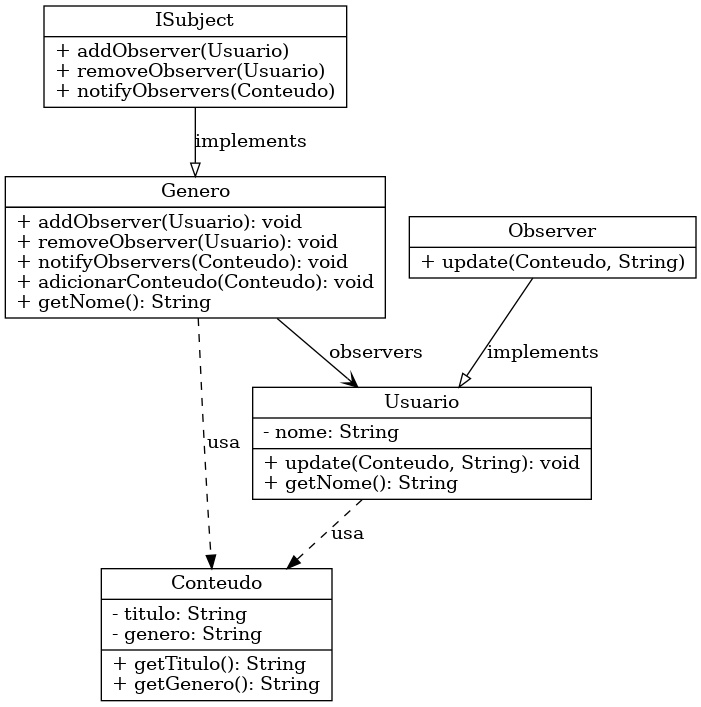 ISubject
+ addObserver(Usuario)
+ removeObserver(Usuario)
+ notifyObservers(Conteudo)
implements
Genero
+ addObserver(Usuario): void
+ removeObserver(Usuario): void
+ notifyObservers(Conteudo): void
+ adicionarConteudo(Conteudo): void
+ getNome(): String
Observer
+ update(Conteudo, String)
observers
implements
Usuario
- nome: String
+ update(Conteudo, String): void
+ getNome(): String
usa
usa
Conteudo
- titulo: String
- genero: String
+ getTitulo(): String
+ getGenero(): String